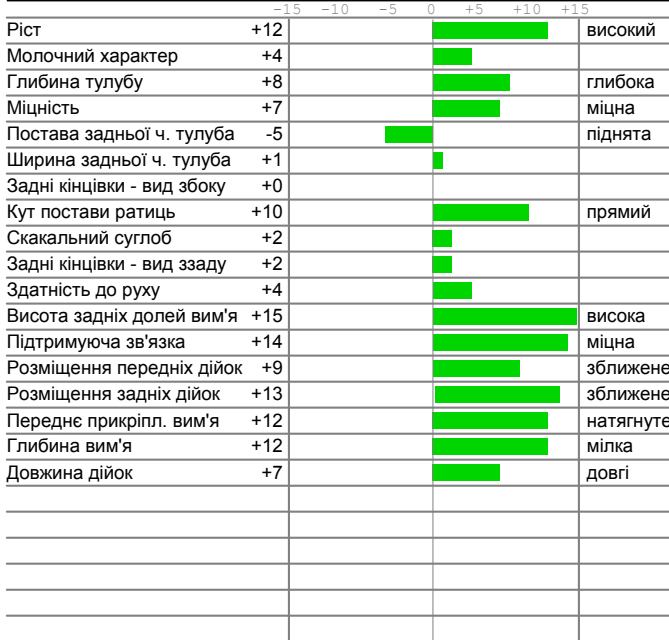 -15 -10 -5 0 +5 +10 +15
Ріст +12 високий
Молочний характер +4
Глибина тулубу +8 глибока
Міцність +7 міцна
Постава задньої ч. тулуба -5 піднята
Ширина задньої ч. тулуба +1
Задні кінцівки - вид збоку +0
Кут постави ратиць +10 прямий
Скакальний суглоб +2
Задні кінцівки - вид ззаду +2
Здатність до руху +4
Висота задніх долей вим'я +15 висока
Підтримуюча зв'язка +14 міцна
Розміщення передніх дійок +9 зближене
Розміщення задніх дійок +13 зближене
Переднє прикріпл. вим'я +12 натягнуте
Глибина вим'я +12 мілка
Довжина дійок +7 довгі